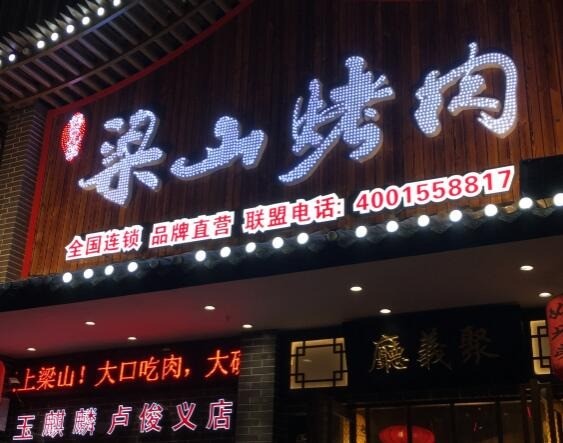 梁山烤肉
全国连锁 品牌直营 联盟电话: 4001558817
聚義廳
上梁山！大口吃肉，大
玉麒麟卢俊义店